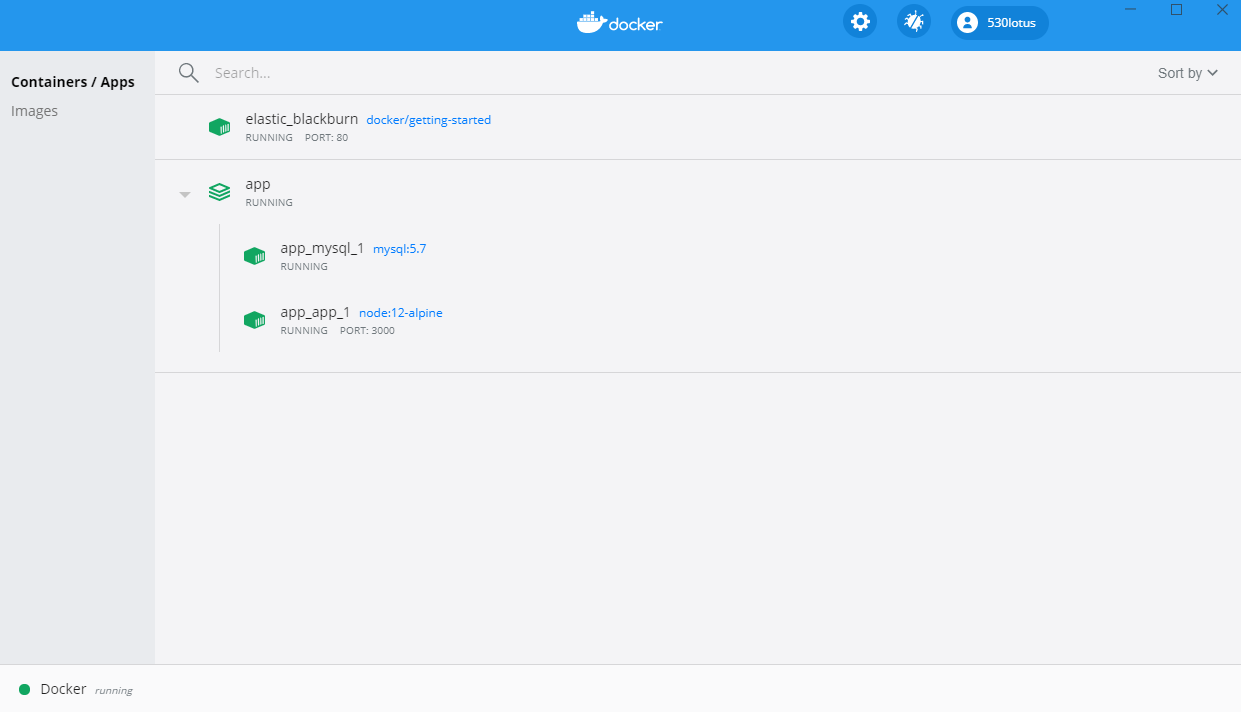 docker
530lotus
Containers / Apps
Images
Search...
Sort by
elastic_blackburn docker/getting-started
RUNNING PORT: 80
app
RUNNING
app_mysql_1 mysql:5.7
RUNNING
app_app_1 node:12-alpine
RUNNING PORT: 3000
Docker running